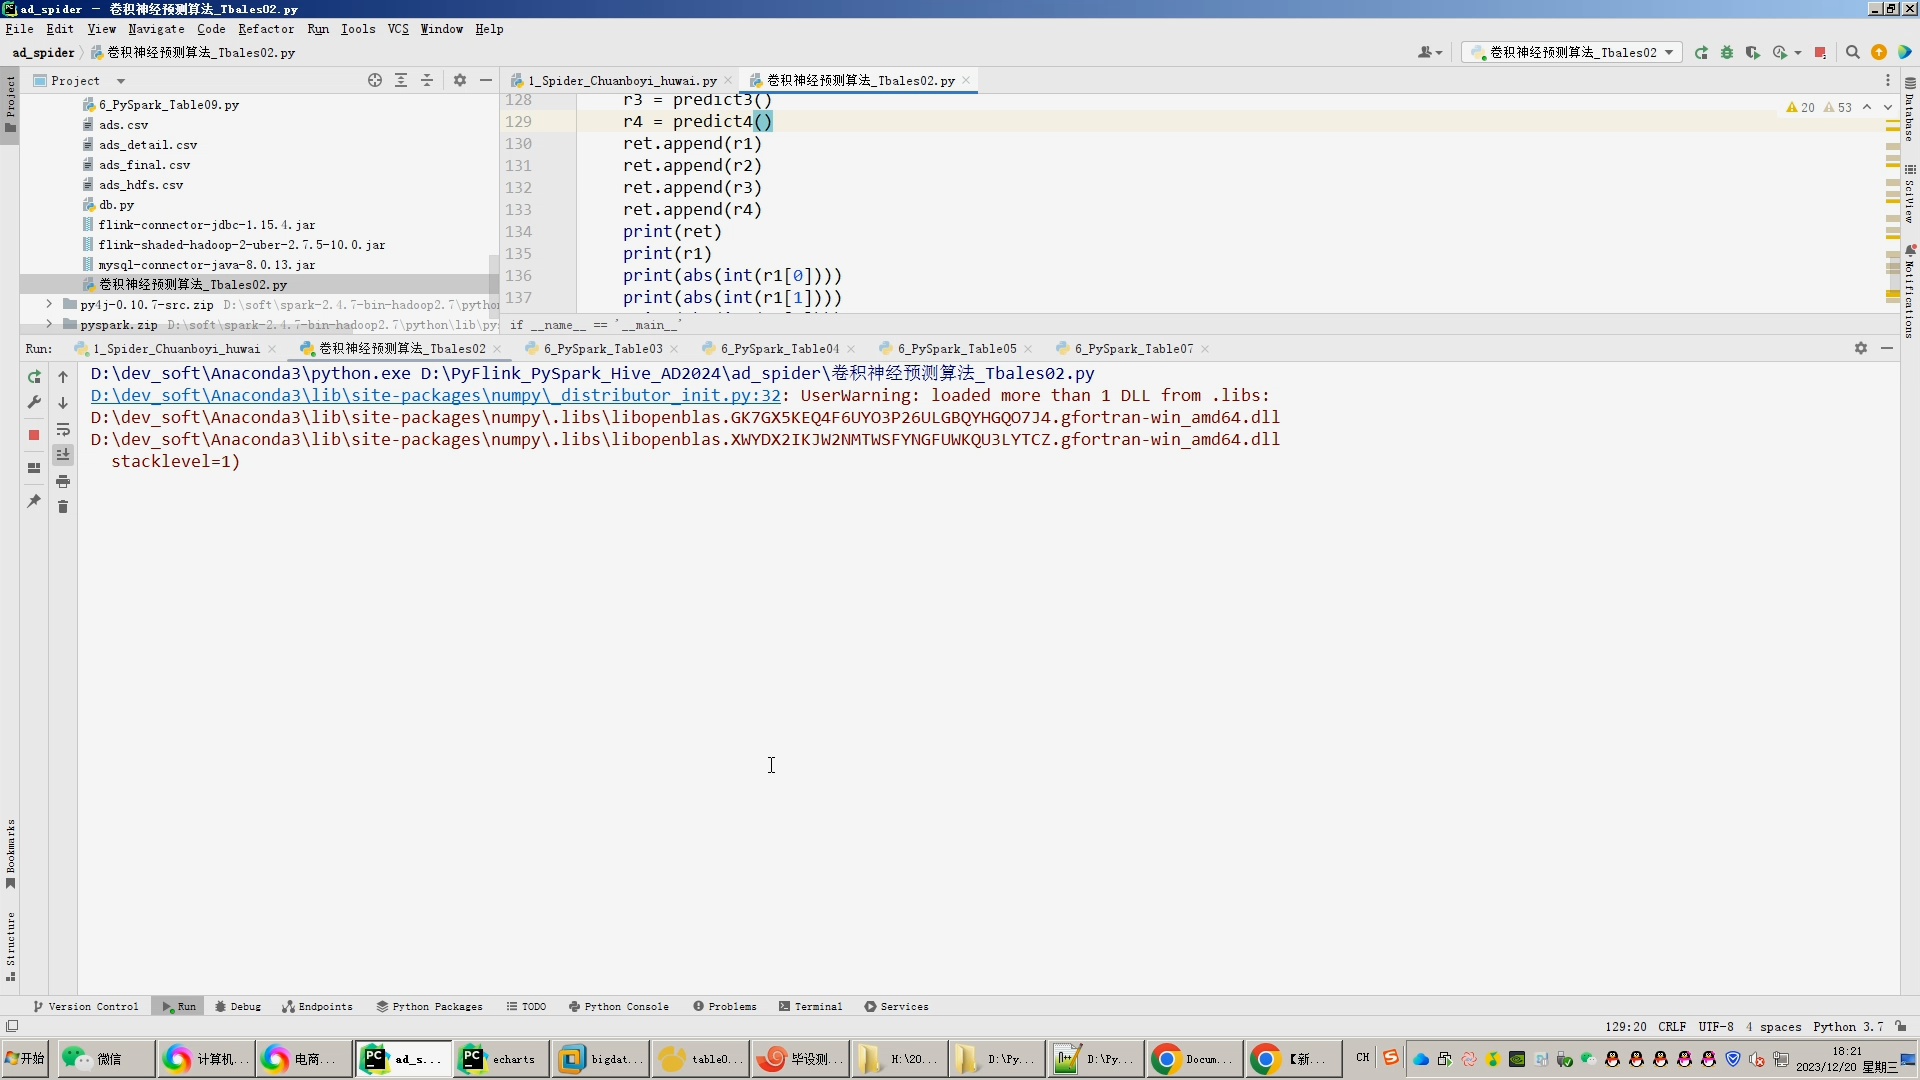 ad_spider – 卷积神经预测算法_Tbales02.py
File Edit View Navigate Code Refactor Run Tools VCS Window Help
ad_spider 卷积神经预测算法_Tbales02.py
卷积神经预测算法_Tbales02
Project
1_Spider_Chuanboyi_huwai.py
卷积神经预测算法_Tbales02.py
6_PySpark_Table09.py
ads.csv
ads_detail.csv
ads_final.csv
ads_hdfs.csv
db.py
flink-connector-jdbc-1.15.4.jar
flink-shaded-hadoop-2-uber-2.7.5-10.0.jar
mysql-connector-java-8.0.13.jar
卷积神经预测算法_Tbales02.py
py4j-0.10.7-src.zip D:\soft\spark-2.4.7-bin-hadoop2.7\pytho
pyspark.zip D:\soft\spark-2.4.7-bin-hadoop2.7\python\lib\py
128 r3 = predict3()
129 r4 = predict4()
130 ret.append(r1)
131 ret.append(r2)
132 ret.append(r3)
133 ret.append(r4)
134 print(ret)
135 print(r1)
136 print(abs(int(r1[0])))
137 print(abs(int(r1[1])))
20 53
if __name__ == '__main__'
Project
Bookmarks
Structure
Database
SciView
Notifications
Run: 1_Spider_Chuanboyi_huwai 卷积神经预测算法_Tbales02 6_PySpark_Table03 6_PySpark_Table04 6_PySpark_Table05 6_PySpark_Table07
D:\dev_soft\Anaconda3\python.exe D:\PyFlink_PySpark_Hive_AD2024\ad_spider\卷积神经预测算法_Tbales02.py
D:\dev_soft\Anaconda3\lib\site-packages\numpy\_distributor_init.py:32: UserWarning: loaded more than 1 DLL from .libs:
D:\dev_soft\Anaconda3\lib\site-packages\numpy\.libs\libopenblas.GK7GX5KEQ4F6UYO3P26ULGBQYHGQO7J4.gfortran-win_amd64.dll
D:\dev_soft\Anaconda3\lib\site-packages\numpy\.libs\libopenblas.XWYDX2IKJW2NMTWSFYNGFUWKQU3LYTCZ.gfortran-win_amd64.dll
stacklevel=1)
Version Control Run Debug Endpoints Python Packages TODO Python Console Problems Terminal Services
129:20 CRLF UTF-8 4 spaces Python 3.7
开始 微信 计算机... 电商... ad_s... echarts bigdat... table0... 毕设测... H:\20... D:\Py... D:\Py... Docum... 【新... CH
18:21
2023/12/20 星期三